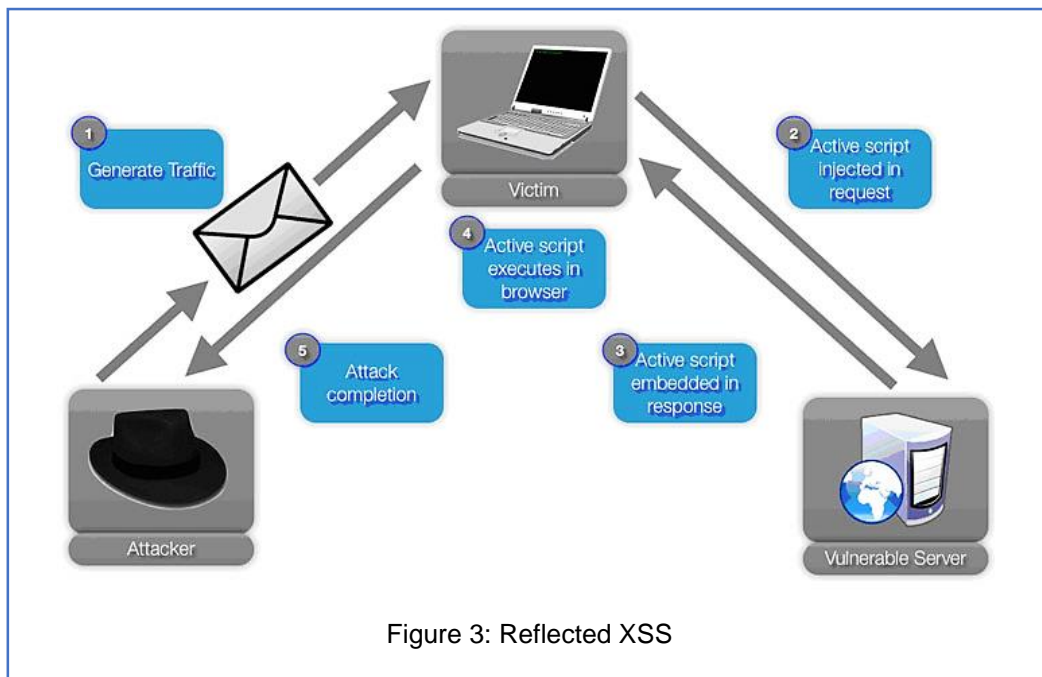 1
Generate Traffic
Victim
2
Active script
injected in
request
4
Active script
executes in
browser
5
Attack
completion
3
Active script
embedded in
response
Attacker
Vulnerable Server
Figure 3: Reflected XSS